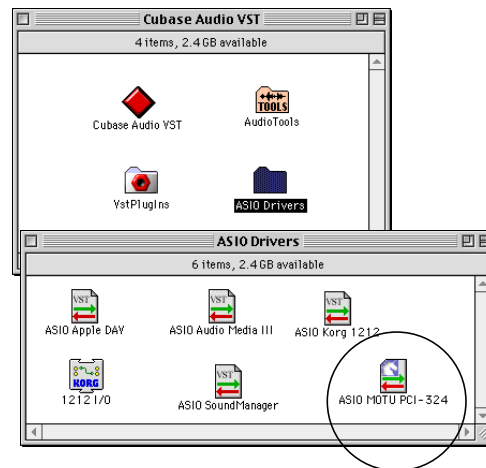 Cubase Audio VST
4 items, 2.4 GB available
Cubase Audio VST
TOOLS
AudioTools
VstPlugIns
ASIO Drivers
ASIO Drivers
6 items, 2.4 GB available
VST
ASIO Apple DAV
VST
ASIO Audio Media III
VST
ASIO Korg 1212
KORG
1212 I/O
VST
ASIO SoundManager
ASIO MOTU PCI-324